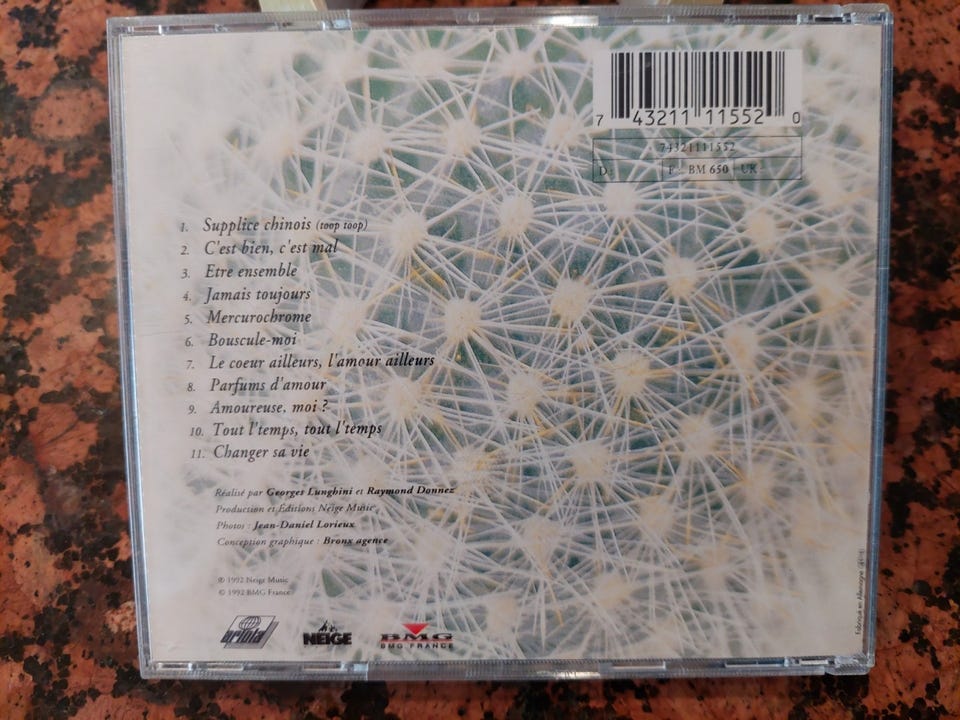 7 43211 11552 0
74321111552
D: F: BM 650 UK
1. Supplice chinois (toop toop)
2. C'est bien, c'est mal
3. Etre ensemble
4. Jamais toujours
5. Mercurochrome
6. Bouscule-moi
7. Le coeur ailleurs, l'amour ailleurs
8. Parfums d'amour
9. Amoureuse, moi ?
10. Tout l'temps, tout l'temps
11. Changer sa vie
Réalisé par Georges Lunghini et Raymond Donnez
Production et Editions Neige Music
Photos : Jean-Daniel Lorieux
Conception graphique : Bronx agence
℗ 1992 Neige Music
© 1992 BMG France
ariola
NEIGE
BMG
BMG FRANCE
Fabriqué en Allemagne